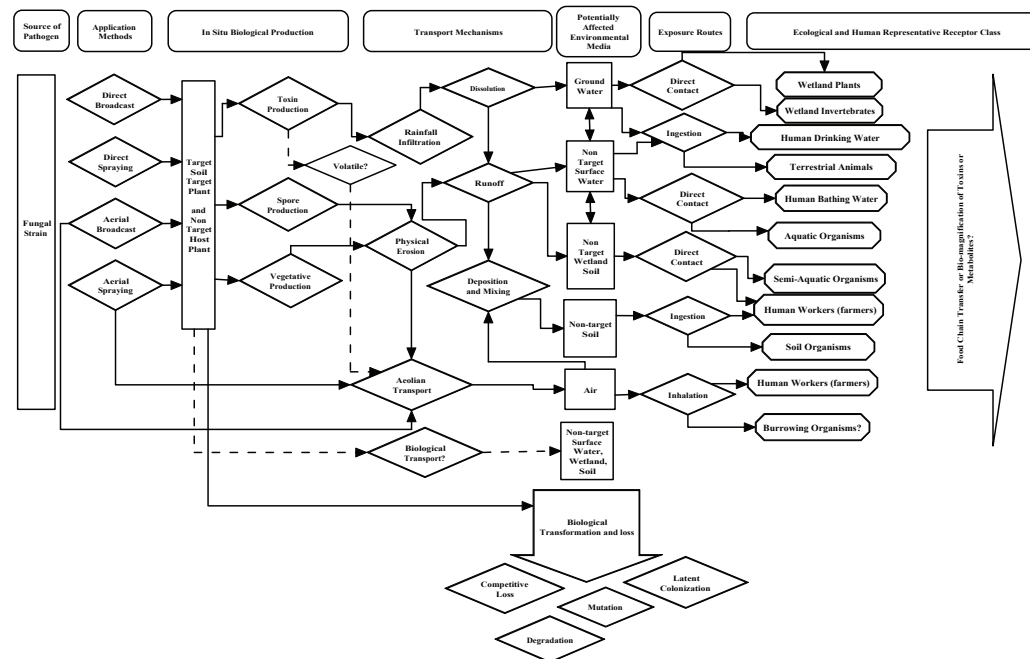 Source of
Pathogen
Application
Methods
In Situ Biological Production
Transport Mechanisms
Potentially
Affected
Environmental
Media
Exposure Routes
Ecological and Human Representative Receptor Class
Fungal
Strain
Direct
Broadcast
Direct
Spraying
Aerial
Broadcast
Aerial
Spraying
Target
Soil
Target
Plant
and
Non
Target
Host
Plant
Toxin
Production
Volatile?
Spore
Production
Vegetative
Production
Rainfall
Infiltration
Physical
Erosion
Dissolution
Runoff
Deposition
and Mixing
Aeolian
Transport
Biological
Transport?
Ground
Water
Non
Target
Surface
Water
Non
Target
Wetland
Soil
Non-target
Soil
Air
Non-target
Surface
Water,
Wetland,
Soil
Direct
Contact
Ingestion
Direct
Contact
Direct
Contact
Ingestion
Inhalation
Wetland Plants
Wetland Invertebrates
Human Drinking Water
Terrestrial Animals
Human Bathing Water
Aquatic Organisms
Semi-Aquatic Organisms
Human Workers (farmers)
Soil Organisms
Human Workers (farmers)
Burrowing Organisms?
Food Chain Transfer or Bio-magnification of Toxins or
Metabolites?
Biological
Transformation and loss
Competitive
Loss
Latent
Colonization
Mutation
Degradation